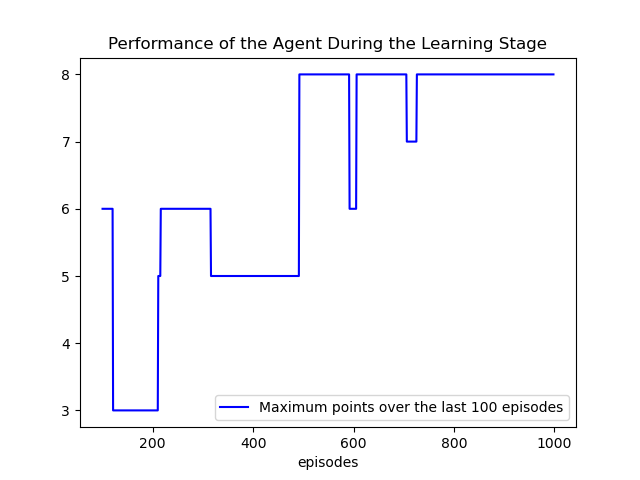 Performance of the Agent During the Learning Stage
8
7
6
5
4
3
Maximum points over the last 100 episodes
200 400 600 800 1000
episodes